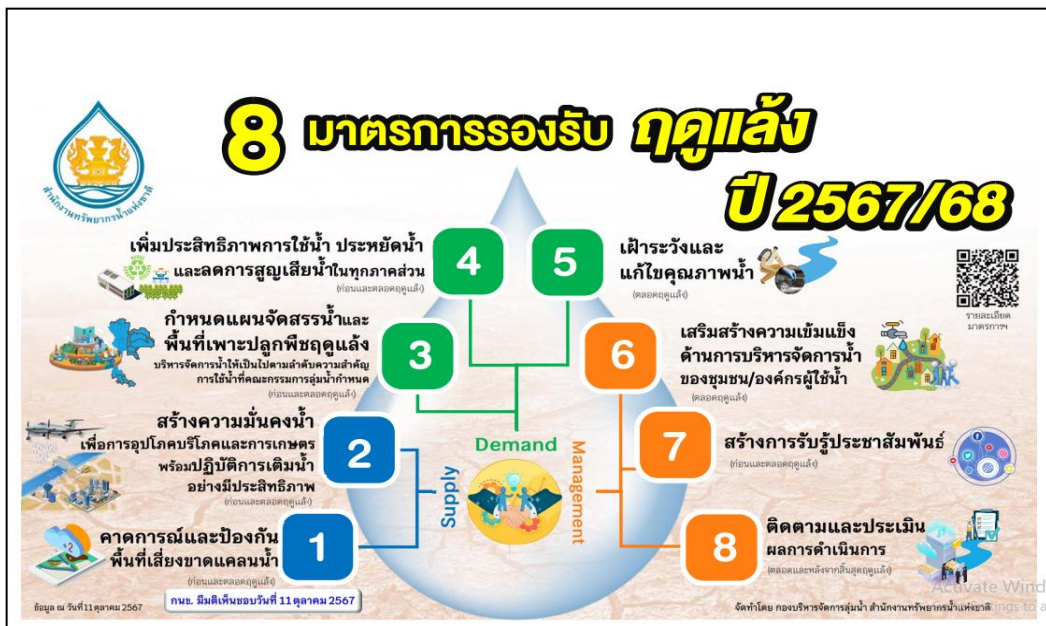 8 มาตรการรองรับ ฤดูแล้ง
ปี 2567/68
สำนักงานทรัพยากรน้ำแห่งชาติ
4
เพิ่มประสิทธิภาพการใช้น้ำ ประหยัดน้ำ
และลดการสูญเสียน้ำในทุกภาคส่วน
(ก่อนและตลอดฤดูแล้ง)
5
เฝ้าระวังและ
แก้ไขคุณภาพน้ำ
(ตลอดฤดูแล้ง)
รายละเอียด
มาตรการฯ
กำหนดแผนจัดสรรน้ำและ
พื้นที่เพาะปลูกพืชฤดูแล้ง
บริหารจัดการน้ำให้เป็นไปตามลำดับความสำคัญ
การใช้น้ำที่คณะกรรมการลุ่มน้ำกำหนด
(ก่อนและตลอดฤดูแล้ง)
3
6
เสริมสร้างความเข้มแข็ง
ด้านการบริหารจัดการน้ำ
ของชุมชน/องค์กรผู้ใช้น้ำ
(ตลอดฤดูแล้ง)
สร้างความมั่นคงน้ำ
เพื่อการอุปโภคบริโภคและการเกษตร
พร้อมปฏิบัติการเติมน้ำ
อย่างมีประสิทธิภาพ
(ก่อนและตลอดฤดูแล้ง)
2
Supply
Demand
Management
7
สร้างการรับรู้ประชาสัมพันธ์
(ก่อนและตลอดฤดูแล้ง)
คาดการณ์และป้องกัน
พื้นที่เสี่ยงขาดแคลนน้ำ
(ก่อนและตลอดฤดูแล้ง)
1
8
ติดตามและประเมิน
ผลการดำเนินการ
(ตลอดและหลังจากสิ้นสุดฤดูแล้ง)
ข้อมูล ณ วันที่ 11 ตุลาคม 2567
กนช. มีมติเห็นชอบวันที่ 11 ตุลาคม 2567
จัดทำโดย กองบริหารจัดการลุ่มน้ำ สำนักงานทรัพยากรน้ำแห่งชาติ
Activate Wind